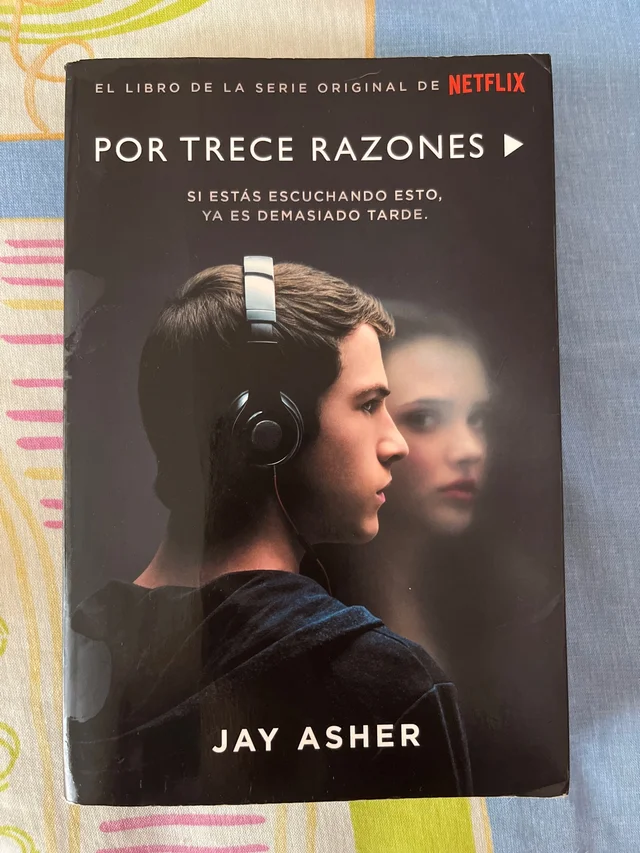 EL LIBRO DE LA SERIE ORIGINAL DE NETFLIX
POR TRECE RAZONES
SI ESTÁS ESCUCHANDO ESTO,
YA ES DEMASIADO TARDE.
JAY ASHER